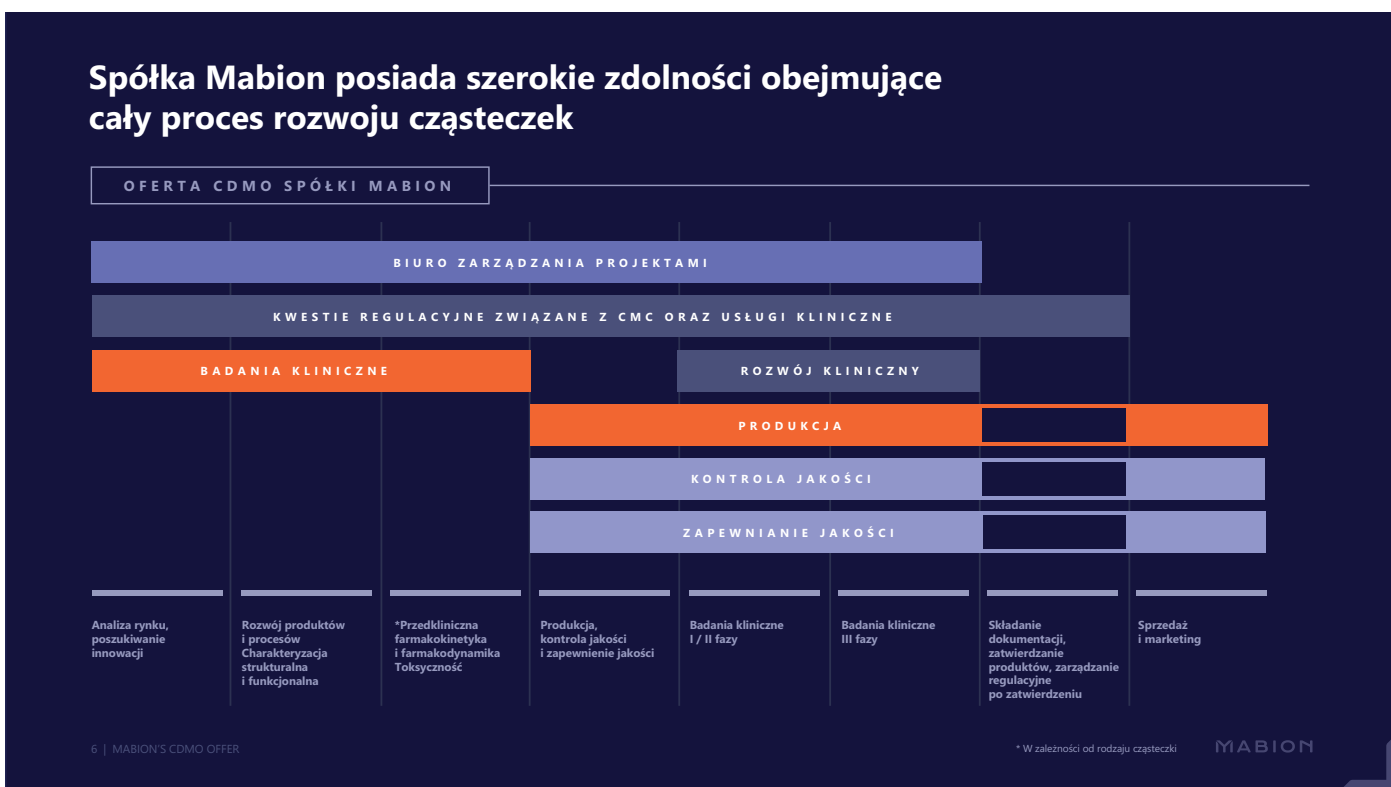 Spółka Mabion posiada szerokie zdolności obejmujące
cały proces rozwoju cząsteczek
OFERTA CDMO SPÓŁKI MABION
BIURO ZARZĄDZANIA PROJEKTAMI
KWESTIE REGULACYJNE ZWIĄZANE Z CMC ORAZ USŁUGI KLINICZNE
BADANIA KLINICZNE
ROZWÓJ KLINICZNY
PRODUKCJA
KONTROLA JAKOŚCI
ZAPEWNIANIE JAKOŚCI
Analiza rynku,
poszukiwanie
innowacji
Rozwój produktów
i procesów
Charakteryzacja
strukturalna
i funkcjonalna
*Przedkliniczna
farmakokinetyka
i farmakodynamika
Toksyczność
Produkcja,
kontrola jakości
i zapewnienie jakości
Badania kliniczne
I / II fazy
Badania kliniczne
III fazy
Składanie
dokumentacji,
zatwierdzanie
produktów, zarządzanie
regulacyjne
po zatwierdzeniu
Sprzedaż
i marketing
6 | MABION'S CDMO OFFER
* W zależności od rodzaju cząsteczki
MABION